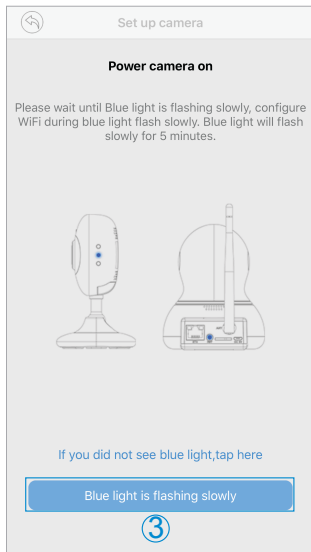 Set up camera
Power camera on
Please wait until Blue light is flashing slowly, configure
WiFi during blue light flash slowly. Blue light will flash
slowly for 5 minutes.
If you did not see blue light,tap here
Blue light is flashing slowly
3